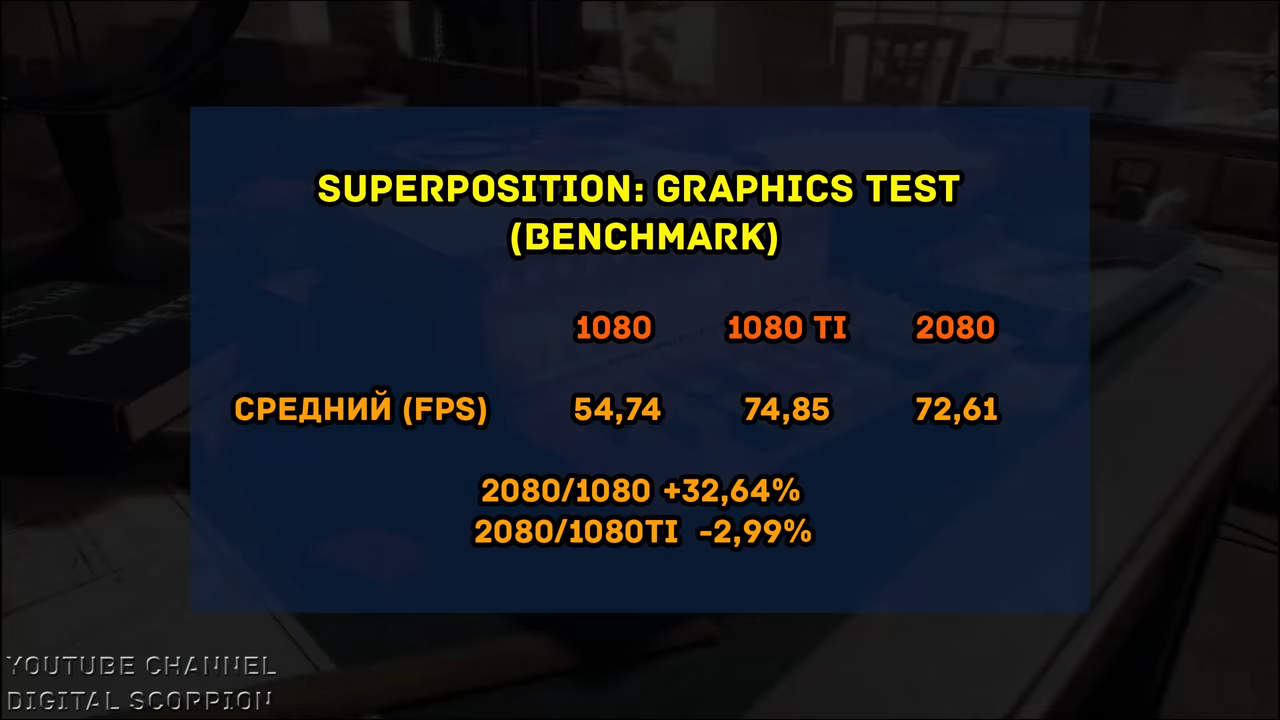 SUPERPOSITION: GRAPHICS TEST
(BENCHMARK)
1080 1080 TI 2080
СРЕДНИЙ (FPS) 54,74 74,85 72,61
2080/1080 +32,64%
2080/1080TI -2,99%
YOUTUBE CHANNEL
DIGITAL SCORPION